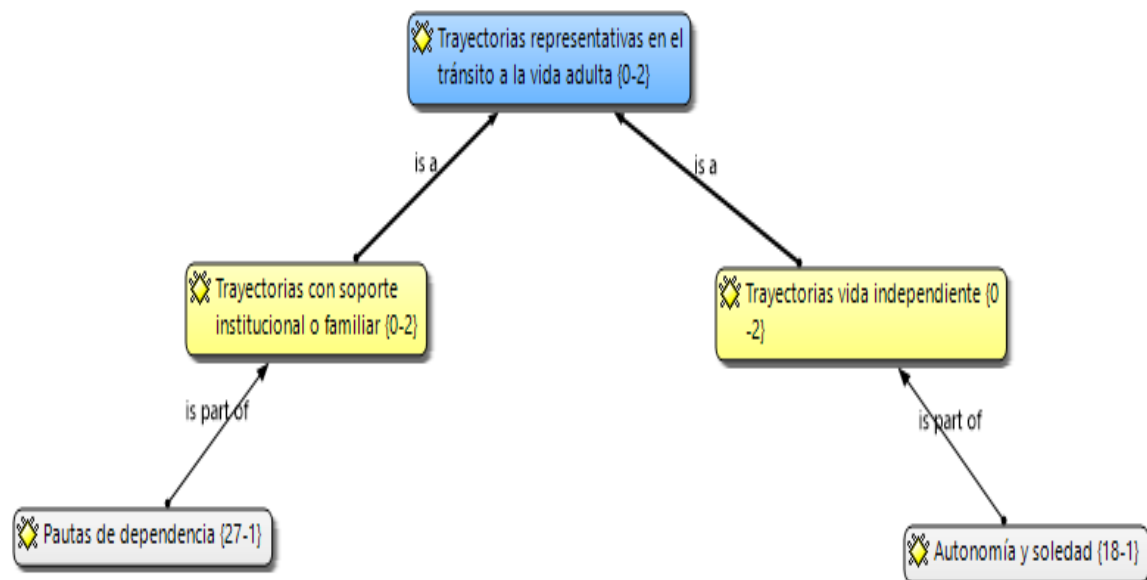 Trayectorias representativas en el
tránsito a la vida adulta {0-2}
is a
is a
Trayectorias con soporte
institucional o familiar {0-2}
Trayectorias vida independiente {0
-2}
is part of
is part of
Pautas de dependencia {27-1}
Autonomía y soledad {18-1}